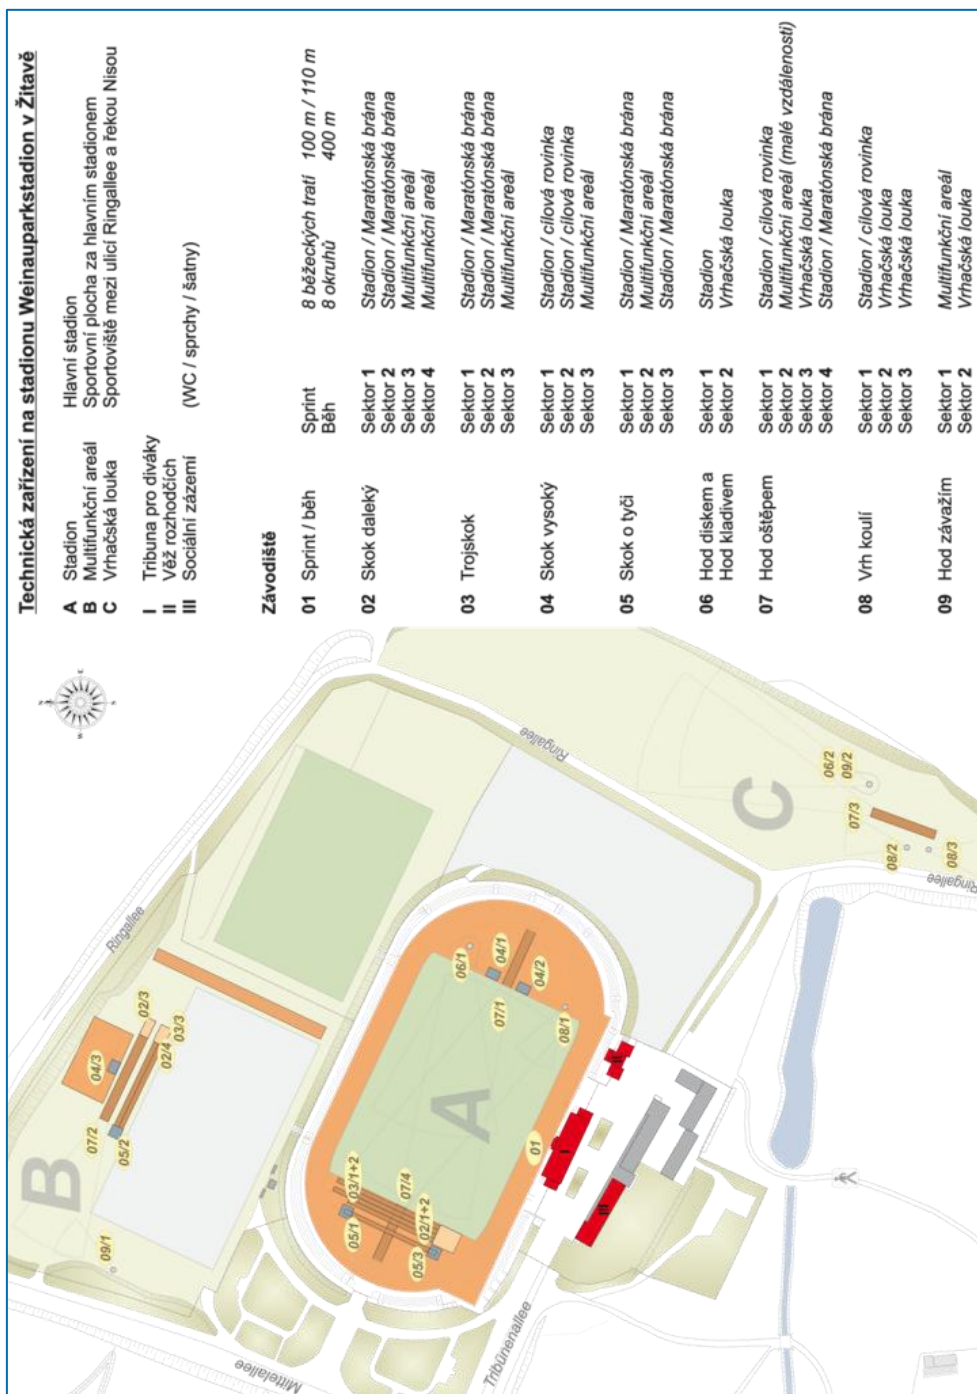 Technická zařízení na stadionu Weinauparkstadion v Žitavě
A Stadion Hlavní stadion
B Multifunkční areál Sportovní plocha za hlavním stadionem
C Vrhačská louka Sportoviště mezi ulicí Ringallee a řekou Nisou
I Tribuna pro diváky
II Věž rozhodčích
III Sociální zázemí (WC / sprchy / šatny)
Závodiště
01 Sprint / běh Sprint 8 běžeckých tratí 100 m / 110 m
Běh 8 okruhů 400 m
02 Skok daleký Sektor 1 Stadion / Maratónská brána
Sektor 2 Stadion / Maratónská brána
Sektor 3 Multifunkční areál
Sektor 4 Multifunkční areál
03 Trojskok Sektor 1 Stadion / Maratónská brána
Sektor 2 Stadion / Maratónská brána
Sektor 3 Multifunkční areál
04 Skok vysoký Sektor 1 Stadion / cílová rovinka
Sektor 2 Stadion / cílová rovinka
Sektor 3 Multifunkční areál
05 Skok o tyči Sektor 1 Stadion / Maratónská brána
Sektor 2 Multifunkční areál
Sektor 3 Stadion / Maratónská brána
06 Hod diskem a Sektor 1 Stadion
Hod kladivem Sektor 2 Vrhačská louka
07 Hod oštěpem Sektor 1 Stadion / cílová rovinka
Sektor 2 Multifunkční areál (malé vzdálenosti)
Sektor 3 Vrhačská louka
Sektor 4 Stadion / Maratónská brána
08 Vrh koulí Sektor 1 Stadion / cílová rovinka
Sektor 2 Vrhačská louka
Sektor 3 Vrhačská louka
09 Hod závažím Sektor 1 Multifunkční areál
Sektor 2 Vrhačská louka
B
09/1
07/2
05/2
04/3
02/3
02/4
03/3
Ringallee
Mittelallee
A
05/1
03/1+2
07/4
02/1+2
05/3
06/1
04/1
04/2
07/1
08/1
01
I
II
III
Tribünenallee
Ringallee
C
06/2
09/2
07/3
08/2
08/3
Ringallee